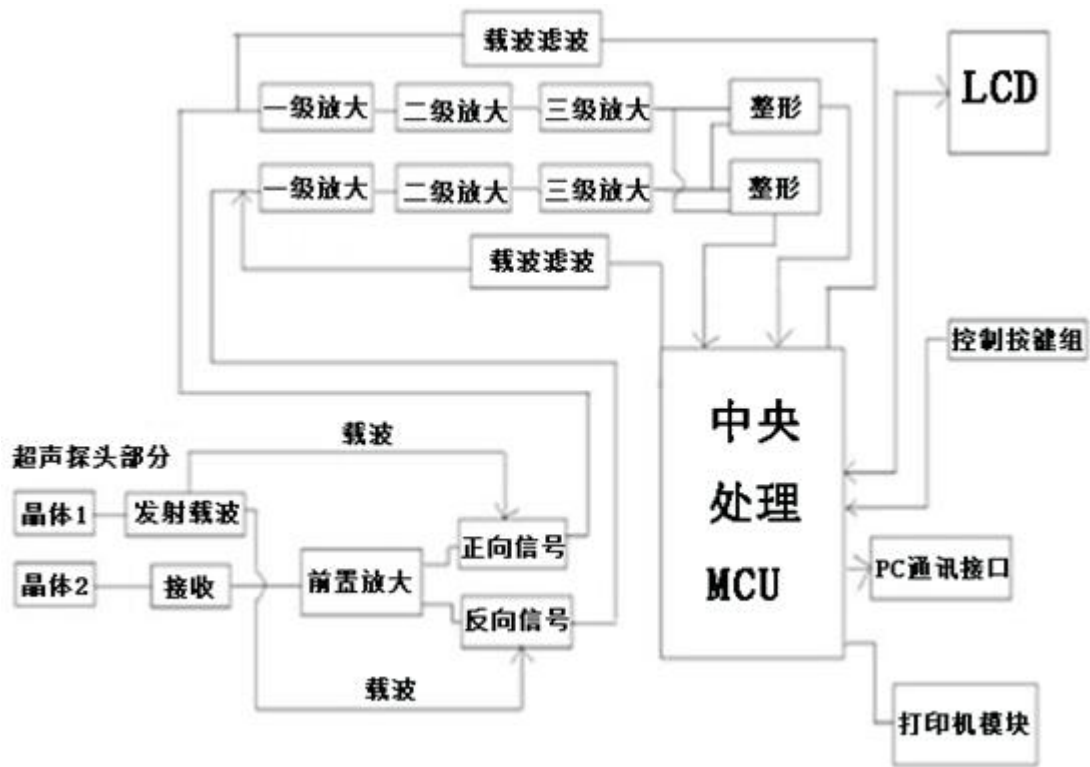 载波滤波
LCD
一级放大 二级放大 三级放大 整形
一级放大 二级放大 三级放大 整形
载波滤波
控制按键组
中央
处理
MCU
载波
超声探头部分
晶体1 发射载波
正向信号
晶体2 接收 前置放大
PC通讯接口
反向信号
载波
打印机模块